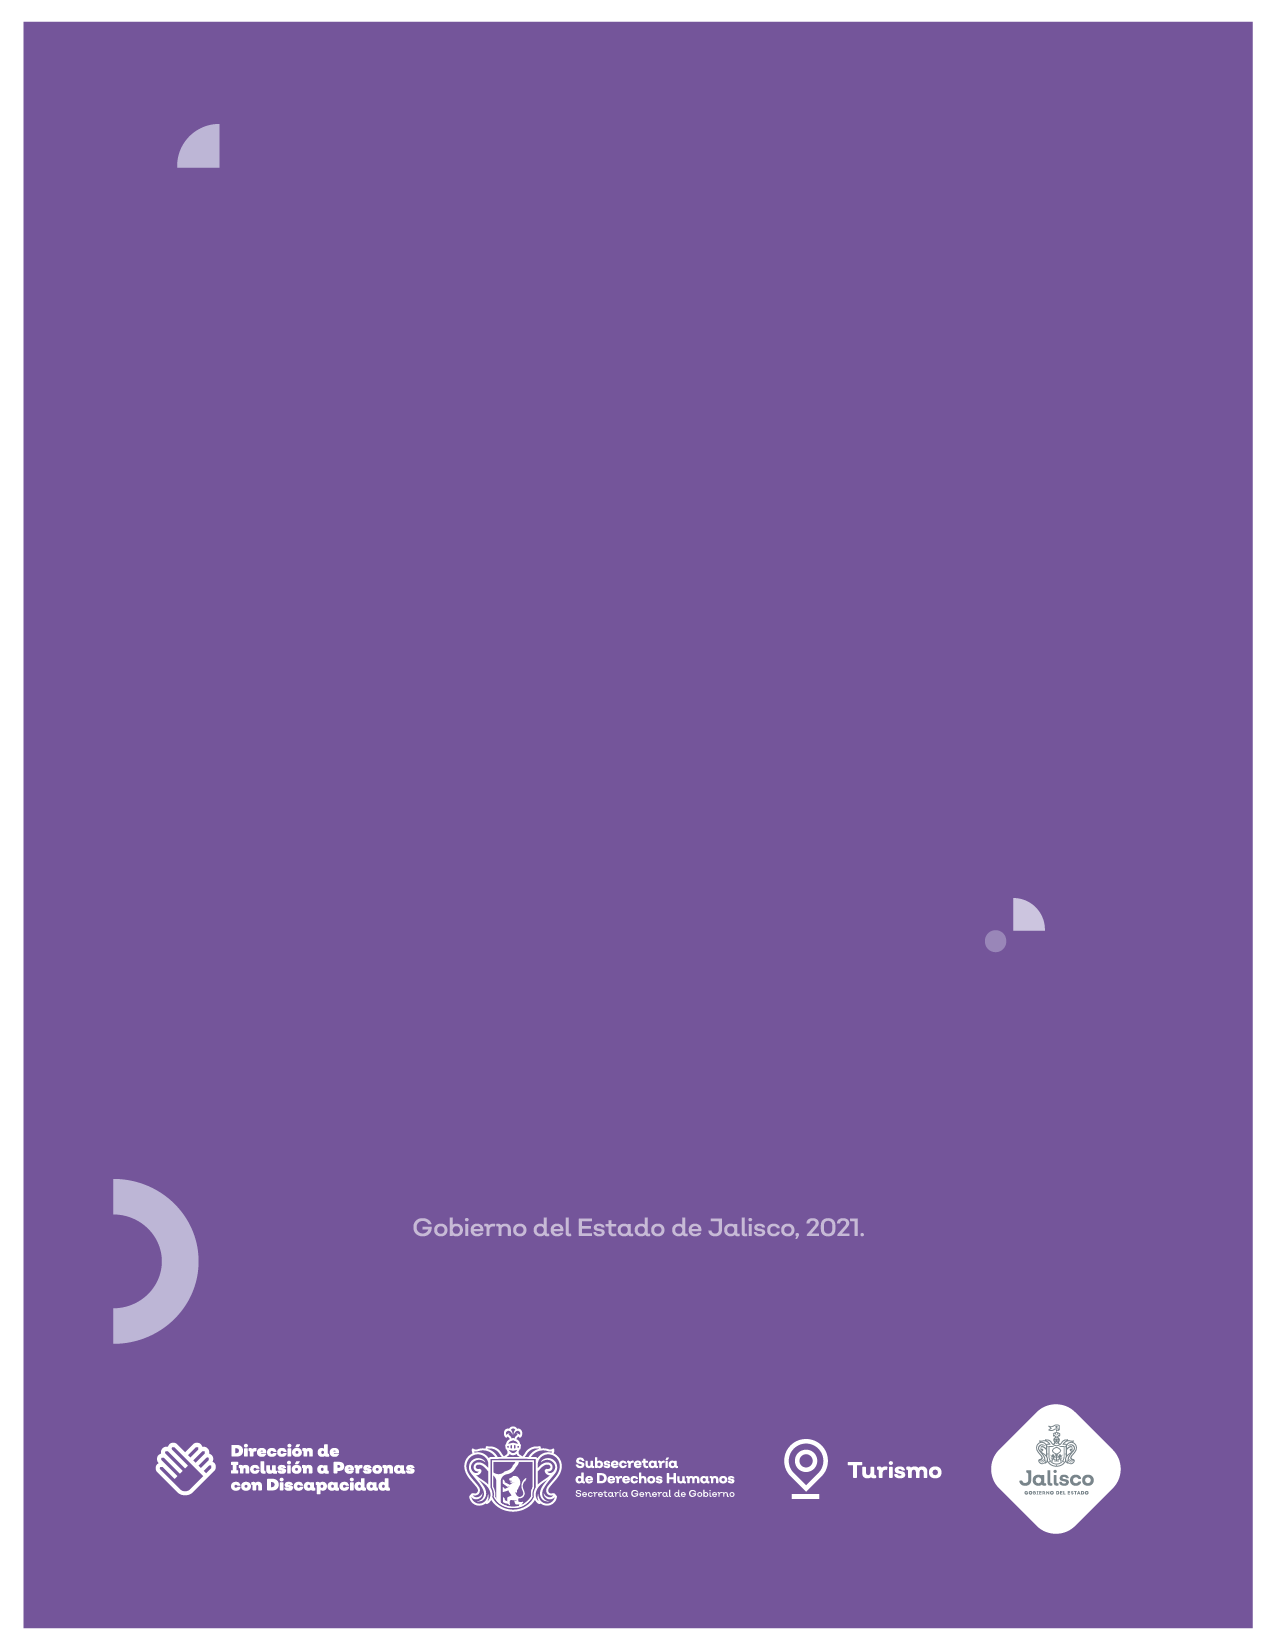 Gobierno del Estado de Jalisco, 2021.
Dirección de
Inclusión a Personas
con Discapacidad
Subsecretaría
de Derechos Humanos
Secretaría General de Gobierno
Turismo
Jalisco
GOBIERNO DEL ESTADO